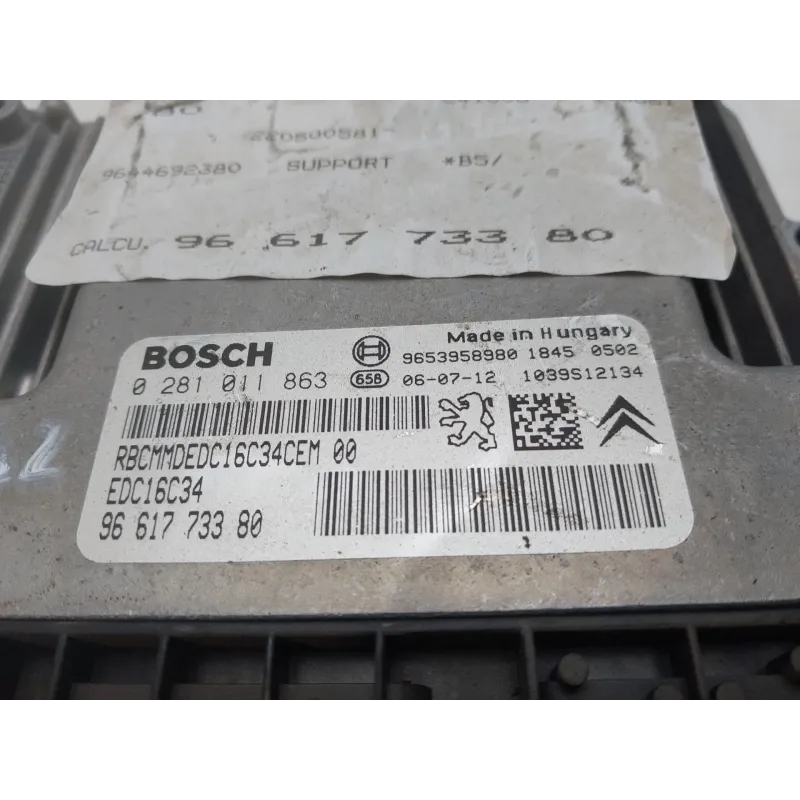 9644692380 SUPPORT *B5/
CALCU. 96 617 733 80
BOSCH
Made in Hungary
9653958980 1845 0502
0 281 011 863 658 06-07-12 1039S12134
RBCMMDEDC16C34CEM 00
EDC16C34
96 617 733 80